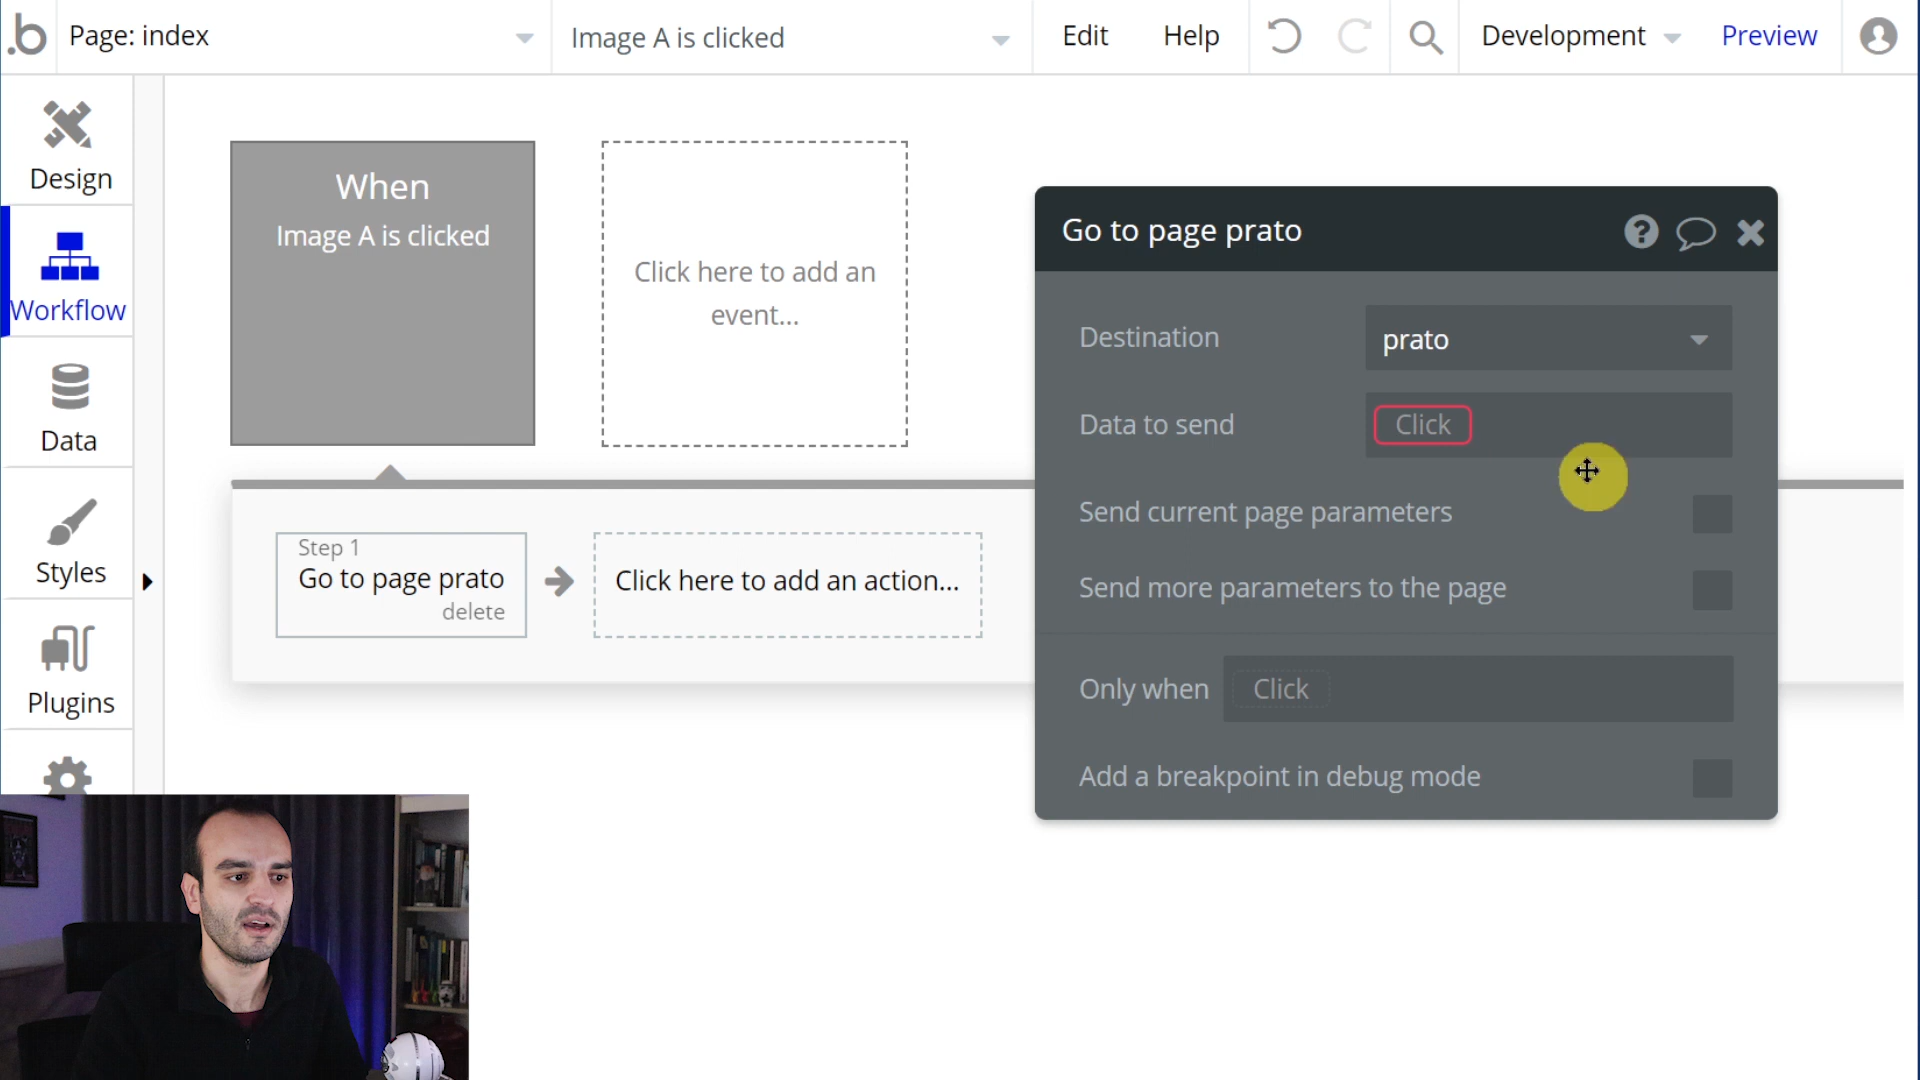 .b
Page: index
Image A is clicked
Edit
Help
Development
Preview
Design
Workflow
Data
Styles
Plugins
When
Image A is clicked
Click here to add an
event...
Step 1
Go to page prato
delete
Click here to add an action...
Go to page prato
Destination
prato
Data to send
Click
Send current page parameters
Send more parameters to the page
Only when
Click
Add a breakpoint in debug mode